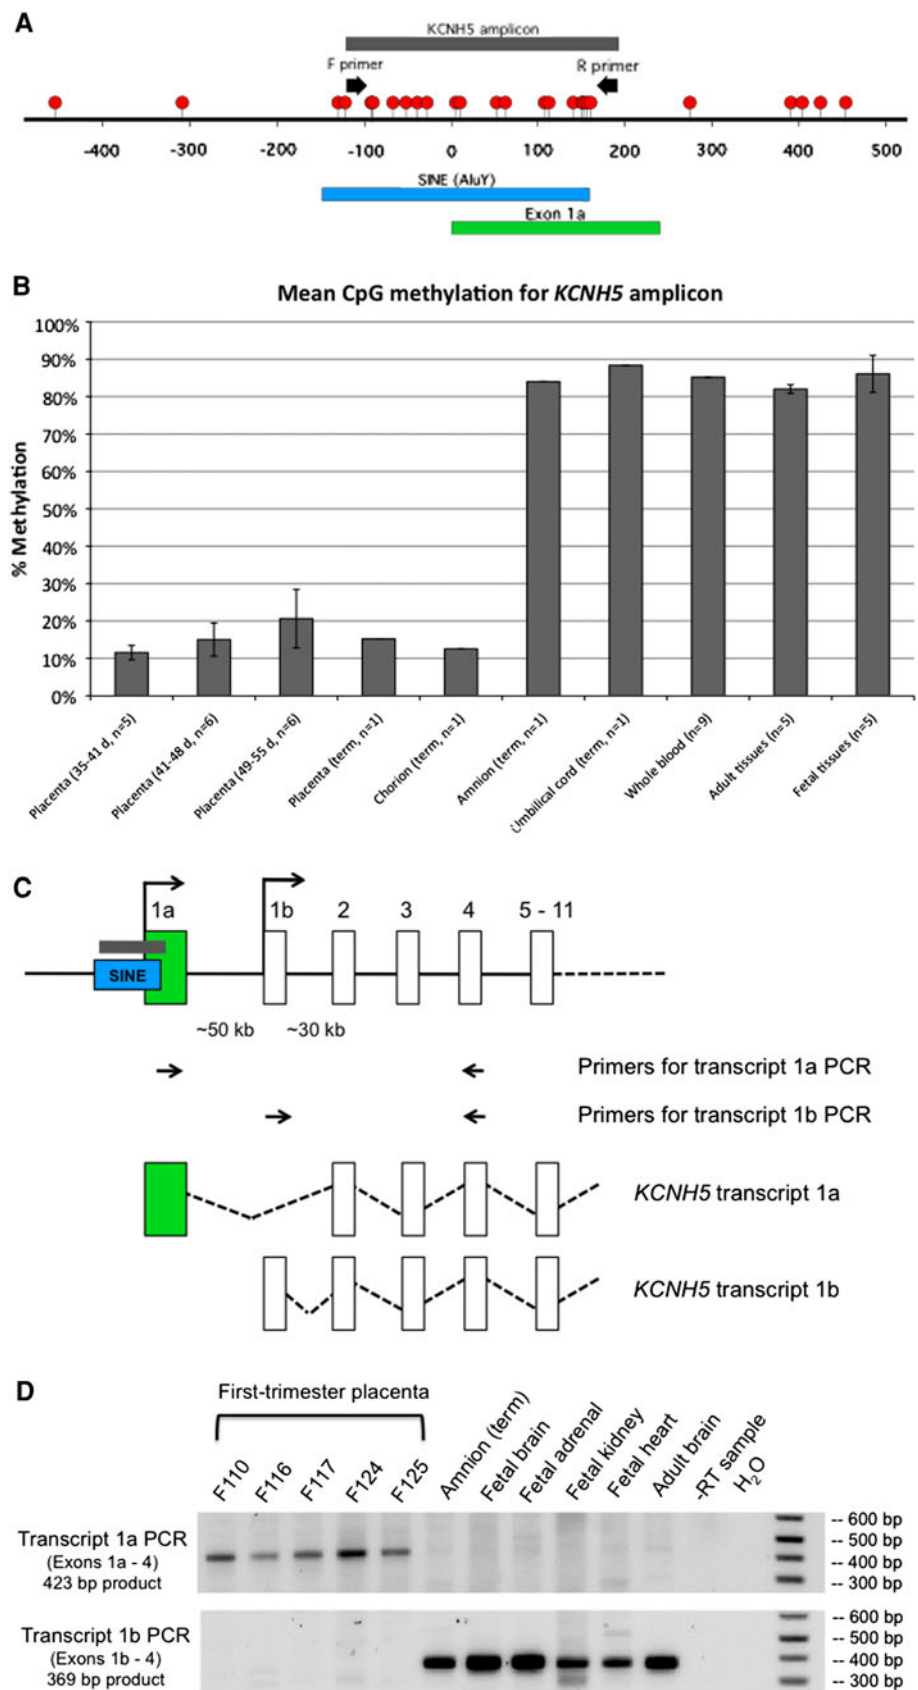 A
KCNH5 amplicon
F primer
R primer
-400 -300 -200 -100 0 100 200 300 400 500
SINE (AluY)
Exon 1a
B
Mean CpG methylation for KCNH5 amplicon
100%
90%
80%
70%
60%
50%
40%
30%
20%
10%
0%
% Methylation
Placenta (35-41 d, n=5)
Placenta (41-48 d, n=6)
Placenta (49-55 d, n=6)
Placenta (term, n=1)
Chorion (term, n=1)
Amnion (term, n=1)
Umbilical cord (term, n=1)
Whole blood (n=9)
Adult tissues (n=5)
Fetal tissues (n=5)
C
1a 1b 2 3 4 5 - 11
SINE
~50 kb ~30 kb
Primers for transcript 1a PCR
Primers for transcript 1b PCR
KCNH5 transcript 1a
KCNH5 transcript 1b
D
First-trimester placenta
F110
F116
F117
F124
F125
Amnion (term)
Fetal brain
Fetal adrenal
Fetal kidney
Fetal heart
Adult brain
-RT sample
H2O
Transcript 1a PCR
(Exons 1a - 4)
423 bp product
-- 600 bp
-- 500 bp
-- 400 bp
-- 300 bp
Transcript 1b PCR
(Exons 1b - 4)
369 bp product
-- 600 bp
-- 500 bp
-- 400 bp
-- 300 bp